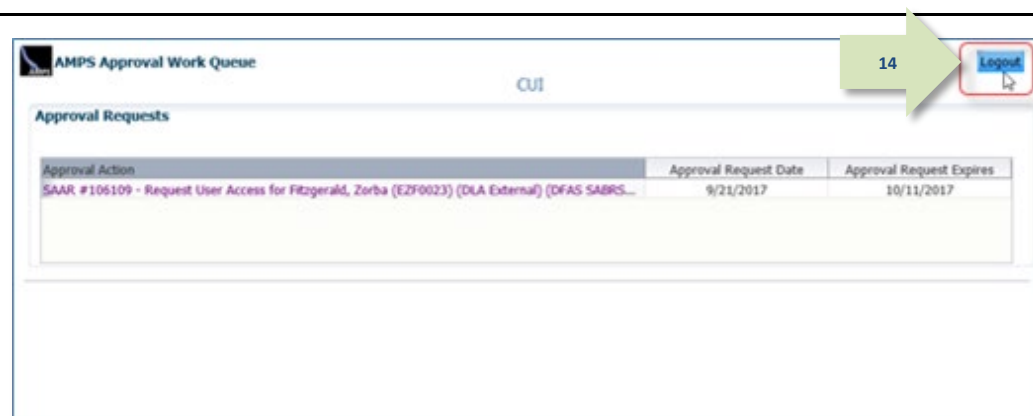 AMPS Approval Work Queue
14
Logout
CUI
Approval Requests
Approval Action Approval Request Date Approval Request Expires
SAAR #106109 - Request User Access for Fitzgerald, Zorba (EZF0023) (DLA External) (DFAS SABRS... 9/21/2017 10/11/2017